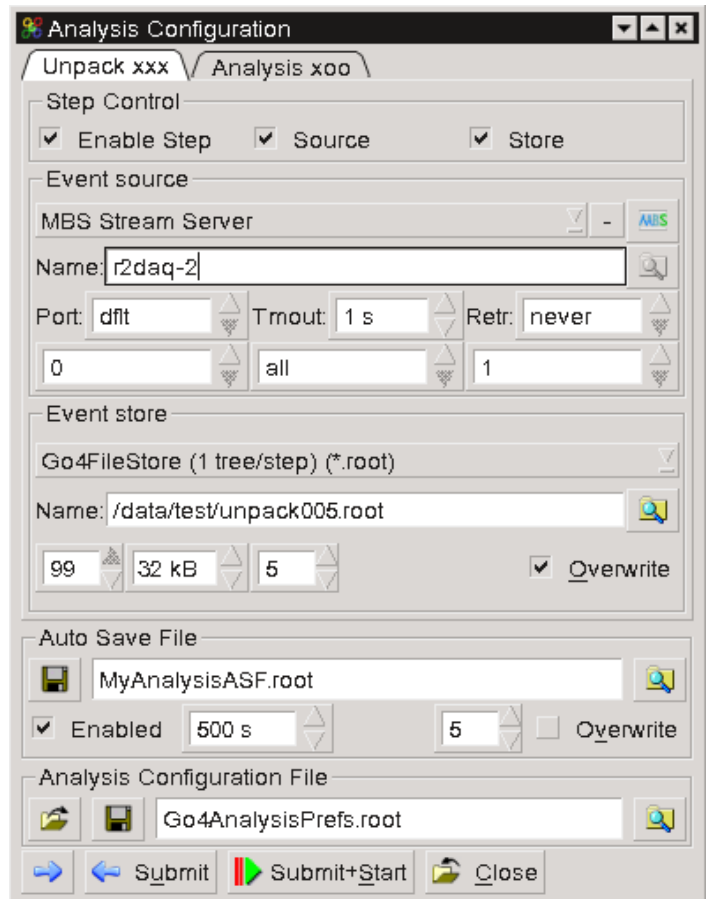 Analysis Configuration
Unpack xxx Analysis xoo
Step Control
Enable Step Source Store
Event source
MBS Stream Server - MBS
Name: r2daq-2
Port: dflt Tmout: 1 s Retr: never
0 all 1
Event store
Go4FileStore (1 tree/step) (*.root)
Name: /data/test/unpack005.root
99 32 kB 5 Overwrite
Auto Save File
MyAnalysisASF.root
Enabled 500 s 5 Overwrite
Analysis Configuration File
Go4AnalysisPrefs.root
Submit Submit+Start Close